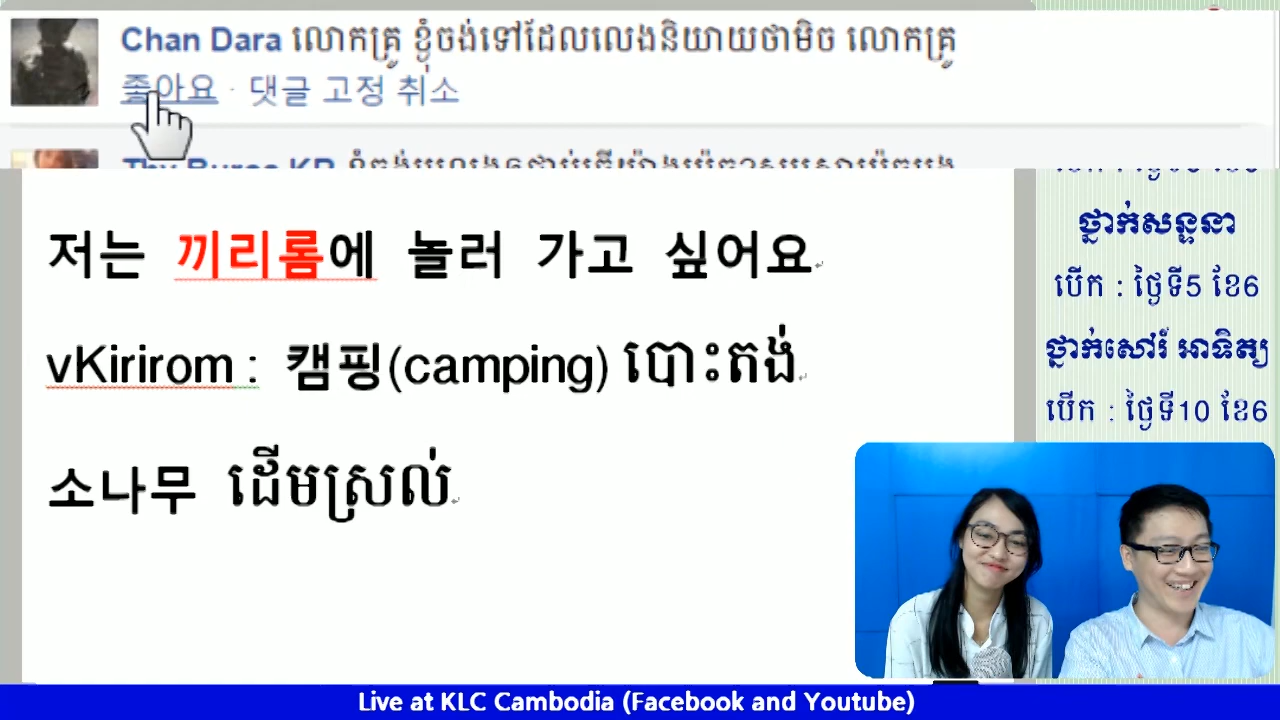 Chan Dara លោកគ្រូ ខ្ញុំចង់ទៅដែលលេងនិយាយថាមិច លោកគ្រូ
좋아요 · 댓글 고정 취소
저는 끼리롬에 놀러 가고 싶어요
vKirirom : 캠핑(camping) បោះតង់
소나무 ដើមស្រល់
ថ្នាក់សន្ទនា
បើក : ថ្ងៃទី5 ខែ6
ថ្នាក់សៅរ៍ អាទិត្យ
បើក : ថ្ងៃទី10 ខែ6
Live at KLC Cambodia (Facebook and Youtube)